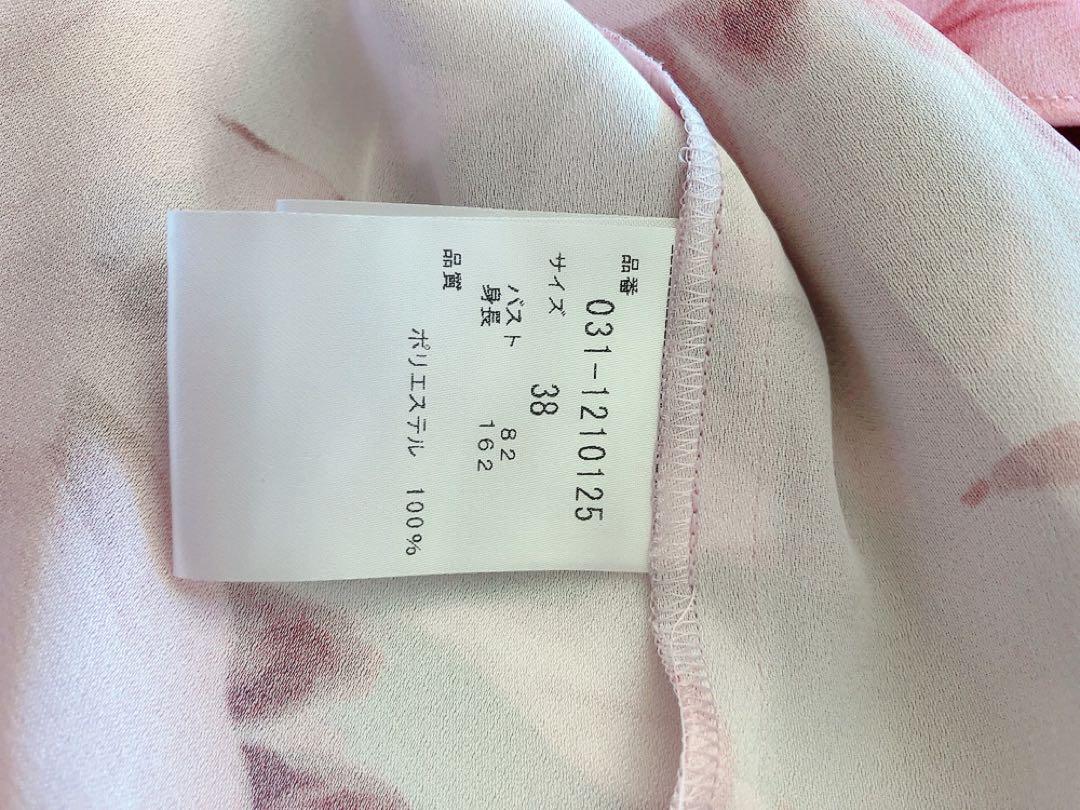 品番 031-1210125
サイズ 38
バスト 82
身長 162
品質
ポリエステル 100%